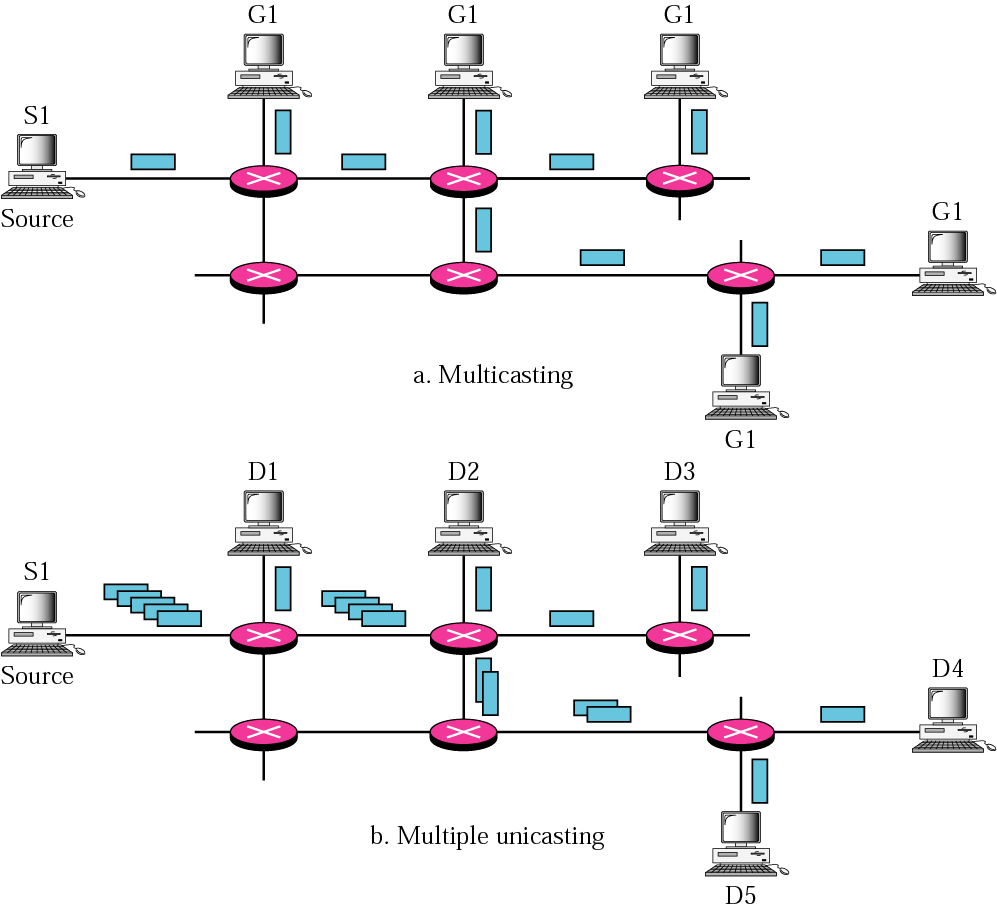 G1 G1 G1
S1
Source
G1
a. Multicasting
G1
D1 D2 D3
S1
Source
D4
b. Multiple unicasting
D5